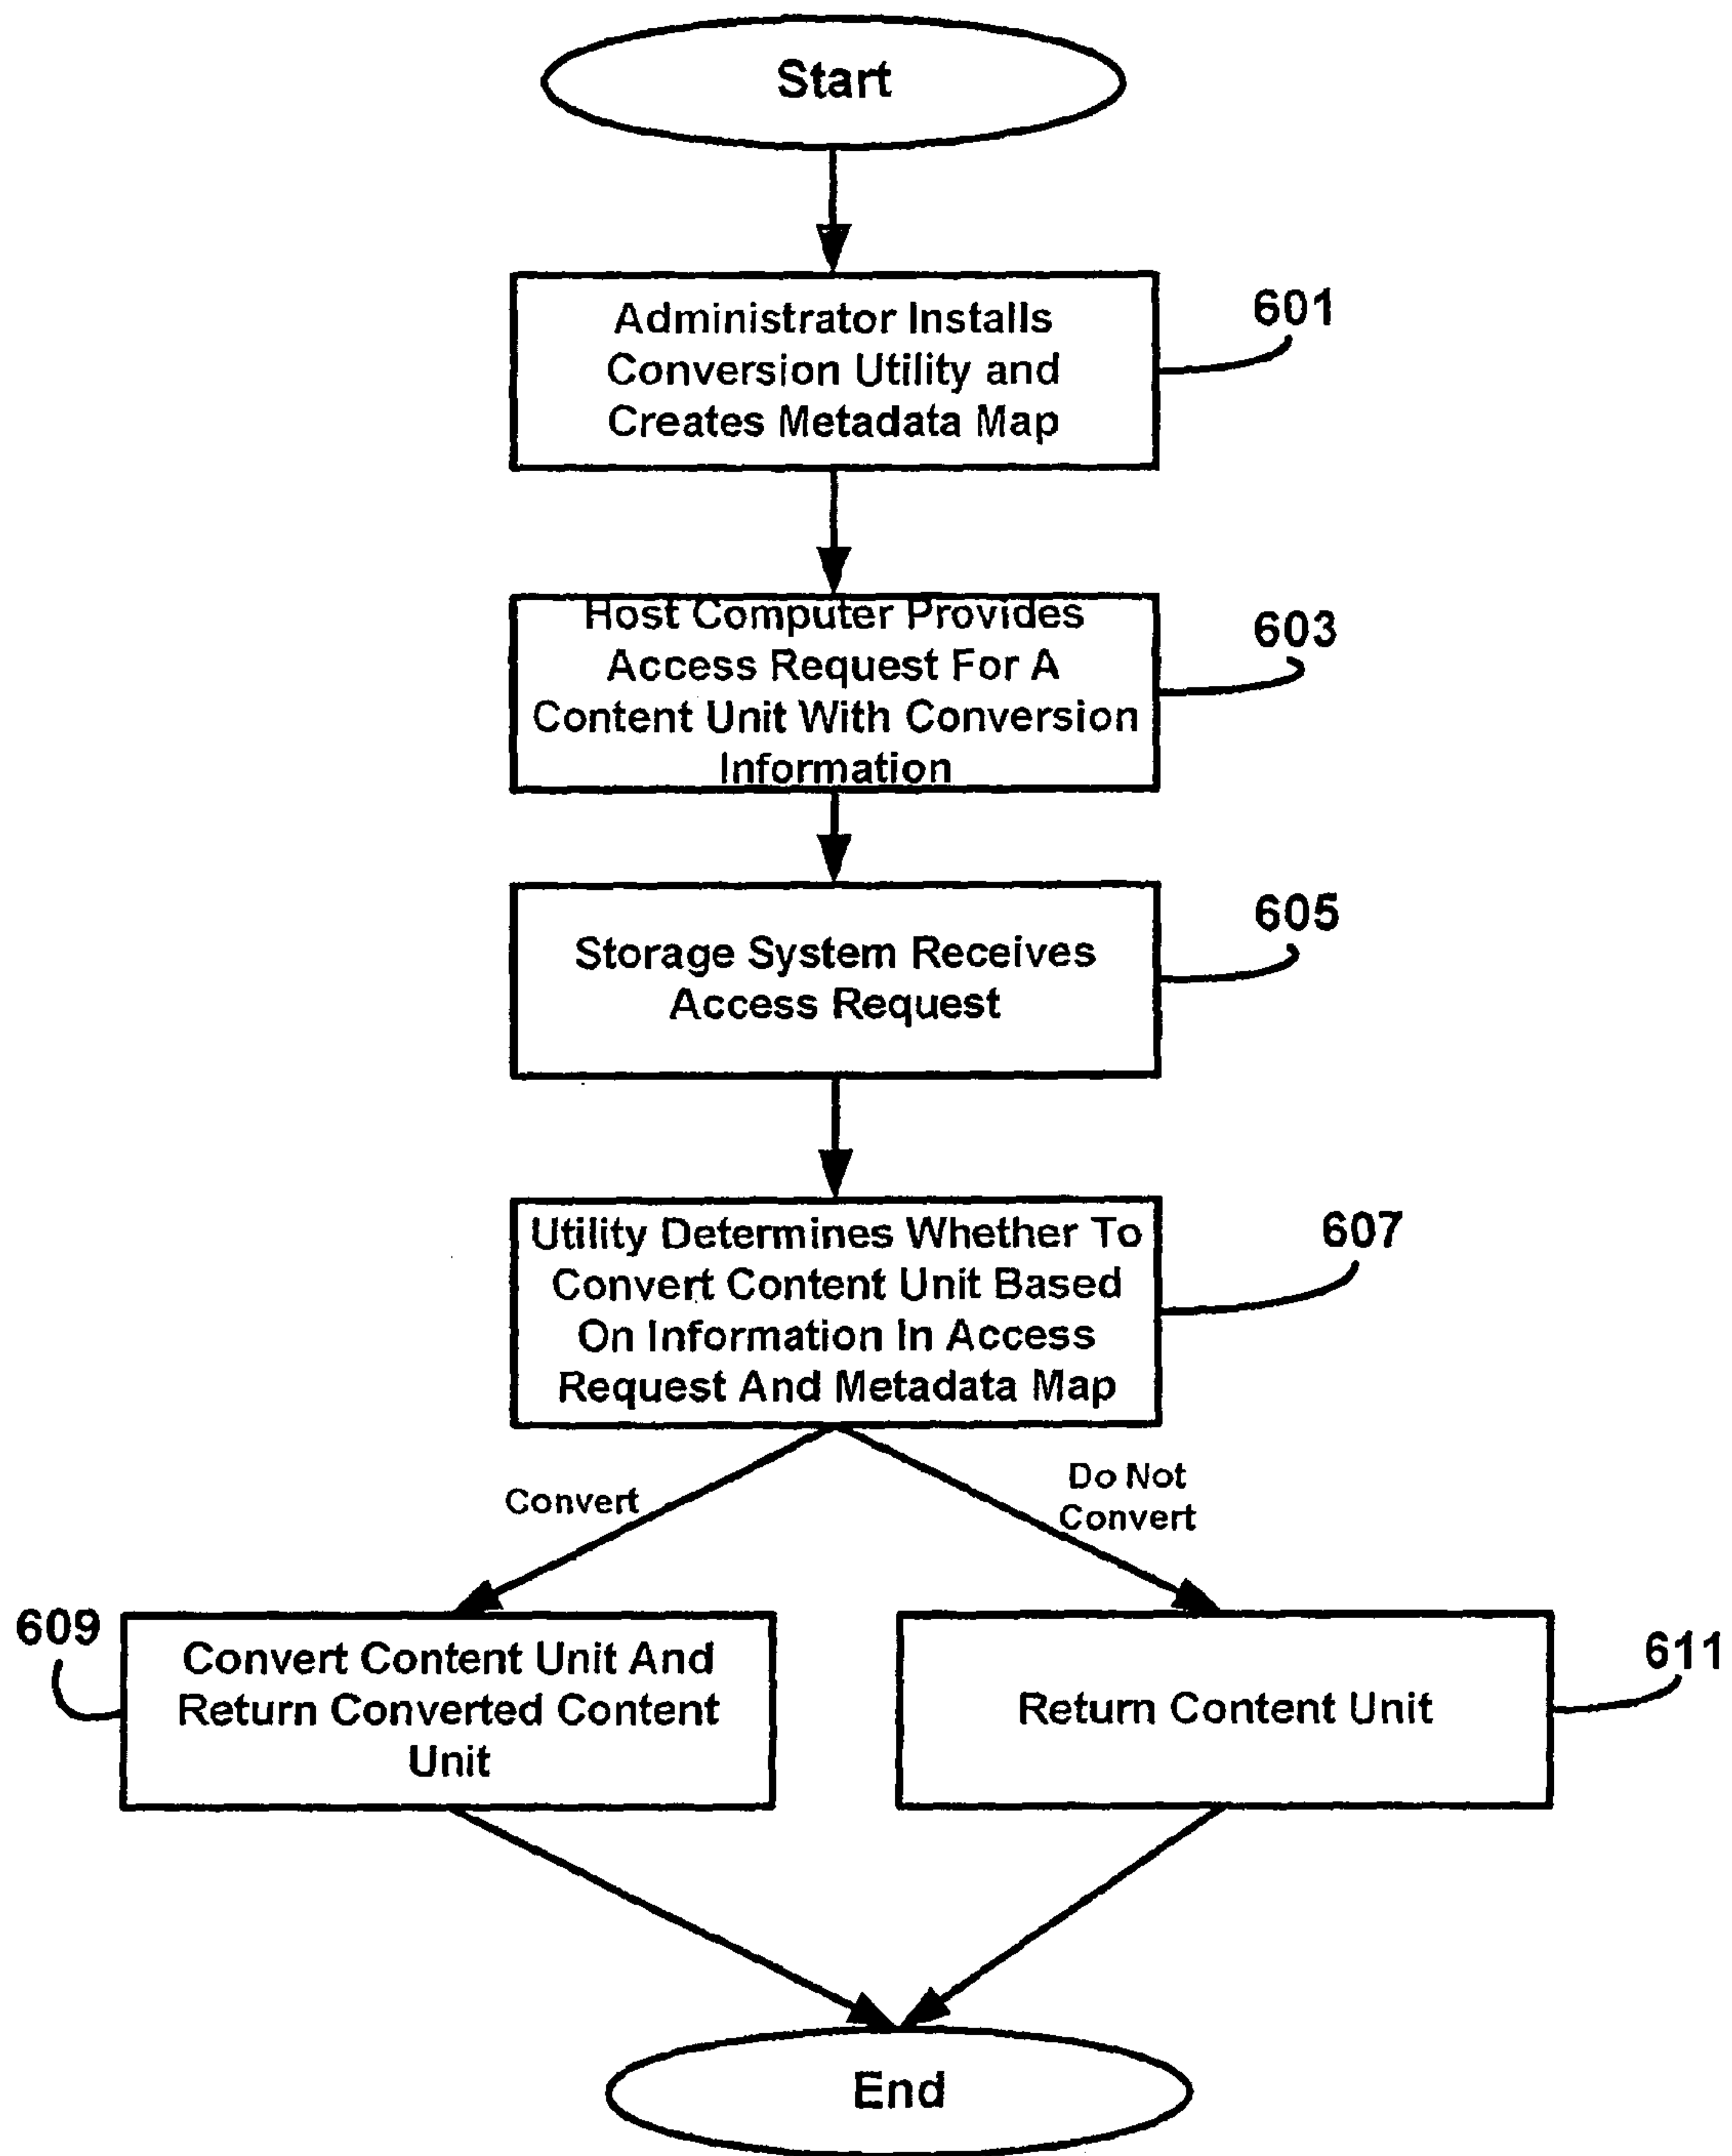 Start
Administrator Installs
Conversion Utility and
Creates Metadata Map
601
Host Computer Provides
Access Request For A
Content Unit With Conversion
Information
603
Storage System Receives
Access Request
605
Utility Determines Whether To
Convert Content Unit Based
On Information In Access
Request And Metadata Map
607
Convert
Do Not
Convert
609
Convert Content Unit And
Return Converted Content
Unit
Return Content Unit
611
End